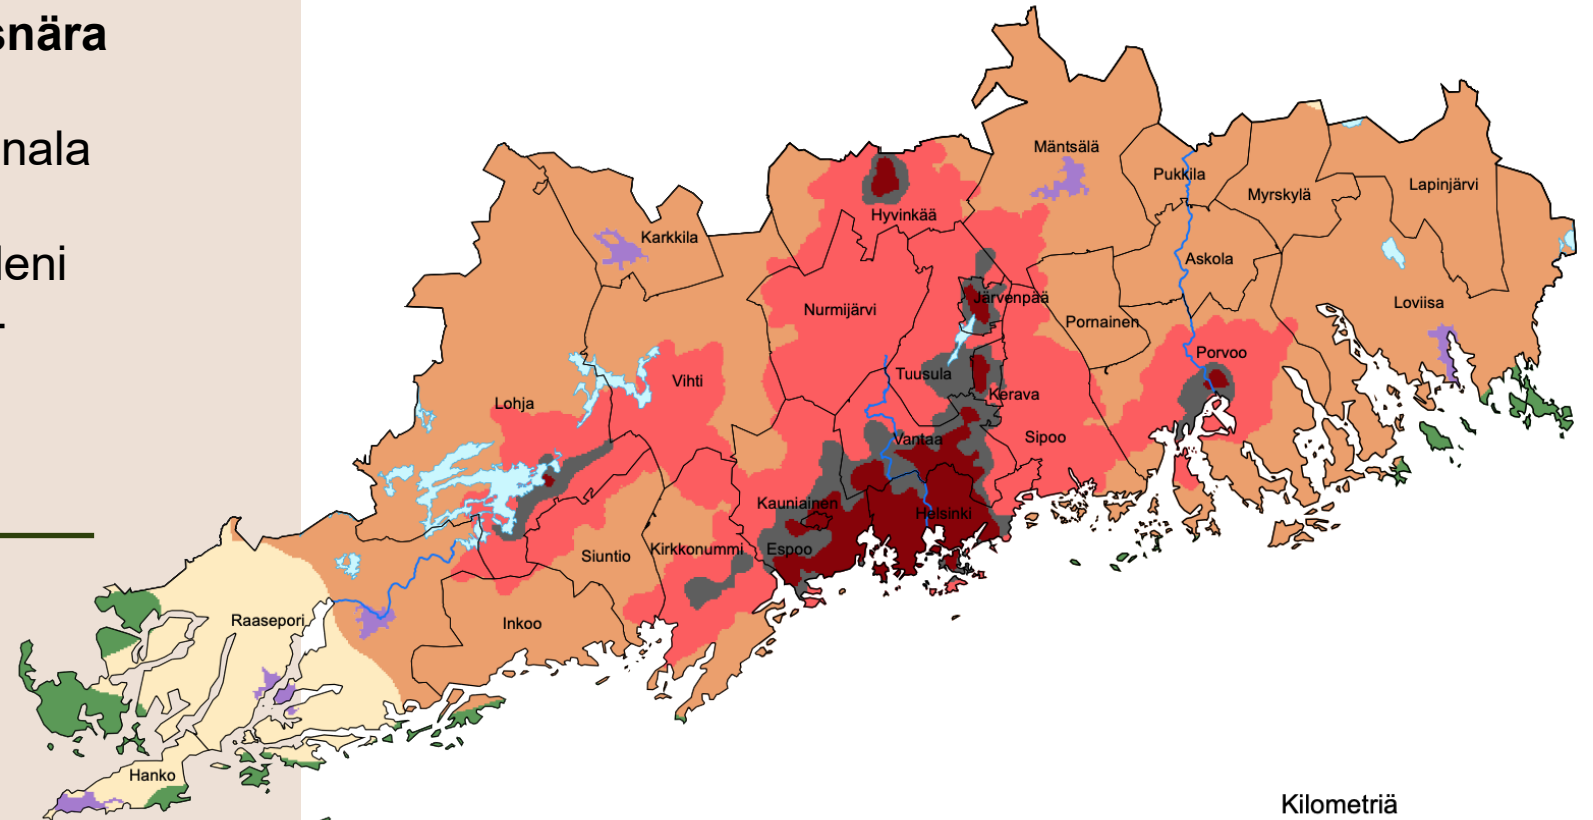 snära
nala
leni
Mäntsälä
Pukkila
Myrskylä
Lapinjärvi
Hyvinkää
Karkkila
Askola
Järvenpää
Nurmijärvi
Pornainen
Loviisa
Porvoo
Vihti
Tuusula
Kerava
Lohja
Vantaa
Sipoo
Kauniainen
Helsinki
Siuntio
Kirkkonummi
Espoo
Raasepori
Inkoo
Hanko
Kilometriä